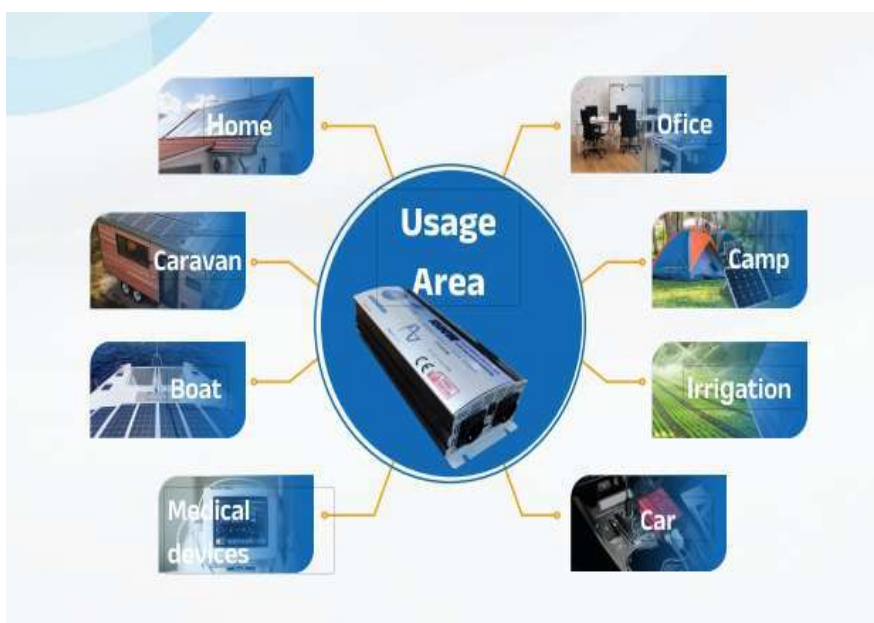 Home
Ofice
Usage
Area
Caravan
Camp
Boat
Irrigation
Medical
devices
Car